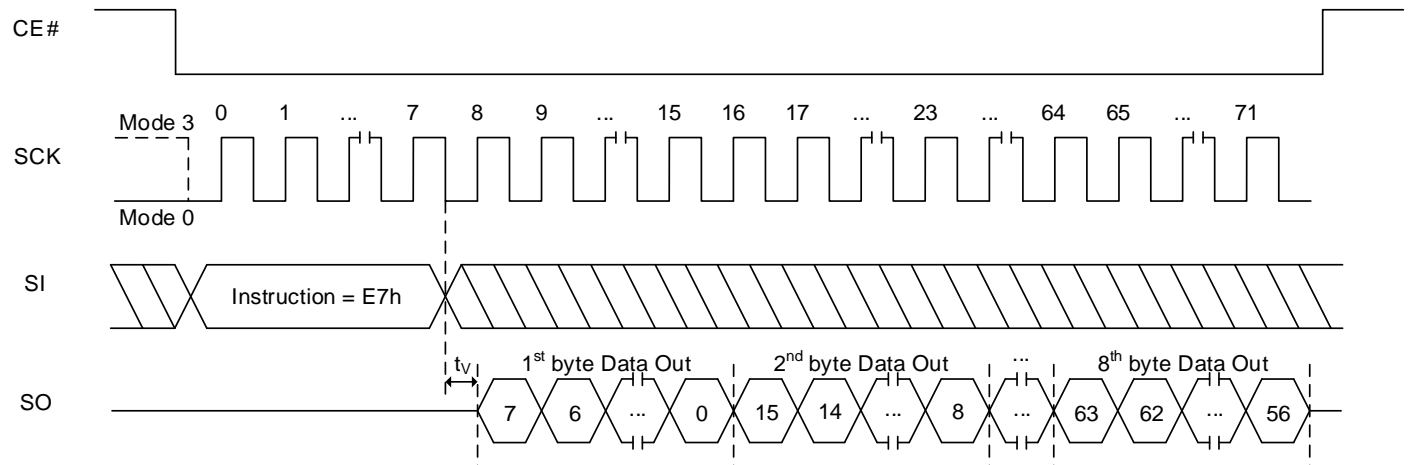 CE#
0 1 ... 7 8 9 ... 15 16 17 ... 23 ... 64 65 ... 71
Mode 3
SCK
Mode 0
SI
Instruction = E7h
tV 1st byte Data Out 2nd byte Data Out ... 8th byte Data Out
SO
7 6 ... 0 15 14 ... 8 ... 63 62 ... 56